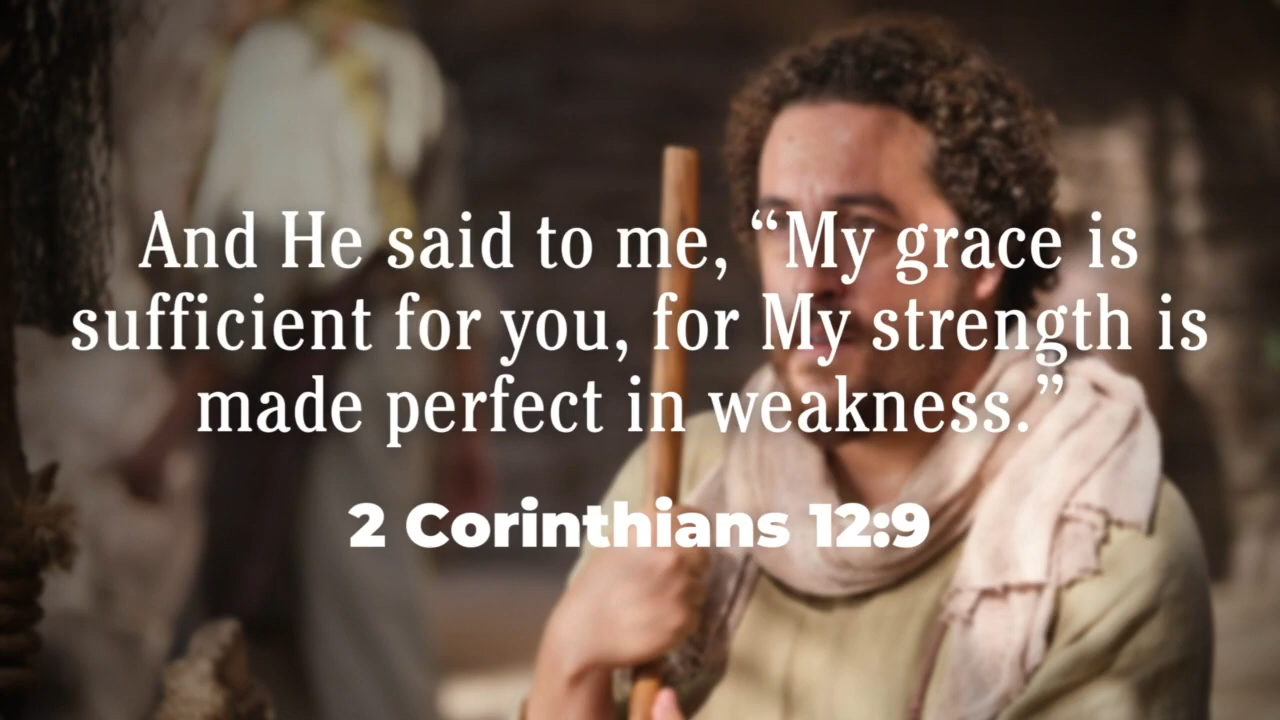 And He said to me, “My grace is
sufficient for you, for My strength is
made perfect in weakness.”
2 Corinthians 12:9